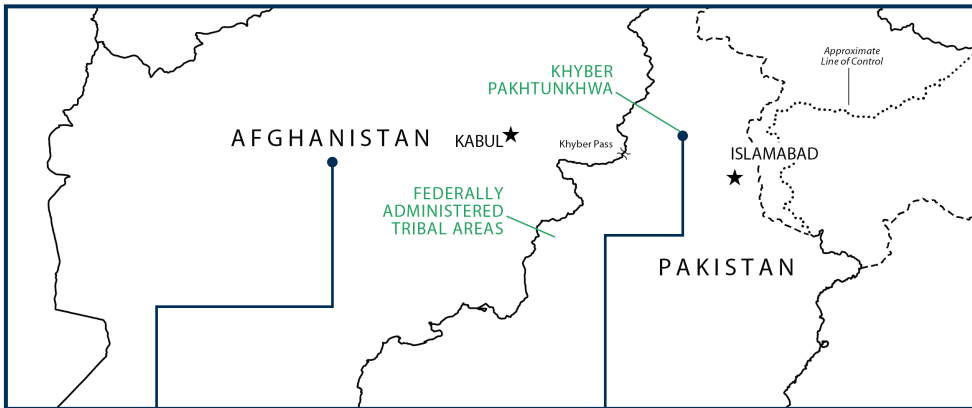 Approximate
Line of Control
KHYBER
PAKHTUNKHWA
AFGHANISTAN
KABUL
Khyber Pass
ISLAMABAD
FEDERALLY
ADMINISTERED
TRIBAL AREAS
PAKISTAN